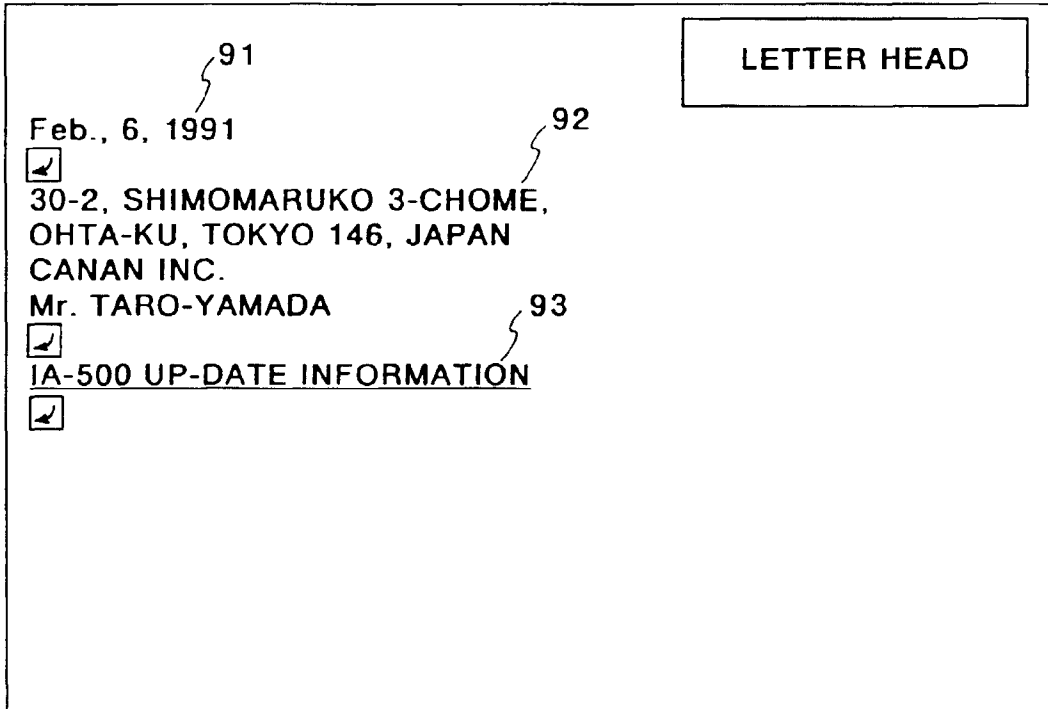 91
LETTER HEAD
Feb., 6, 1991
92
30-2, SHIMOMARUKO 3-CHOME,
OHTA-KU, TOKYO 146, JAPAN
CANAN INC.
Mr. TARO-YAMADA
93
IA-500 UP-DATE INFORMATION